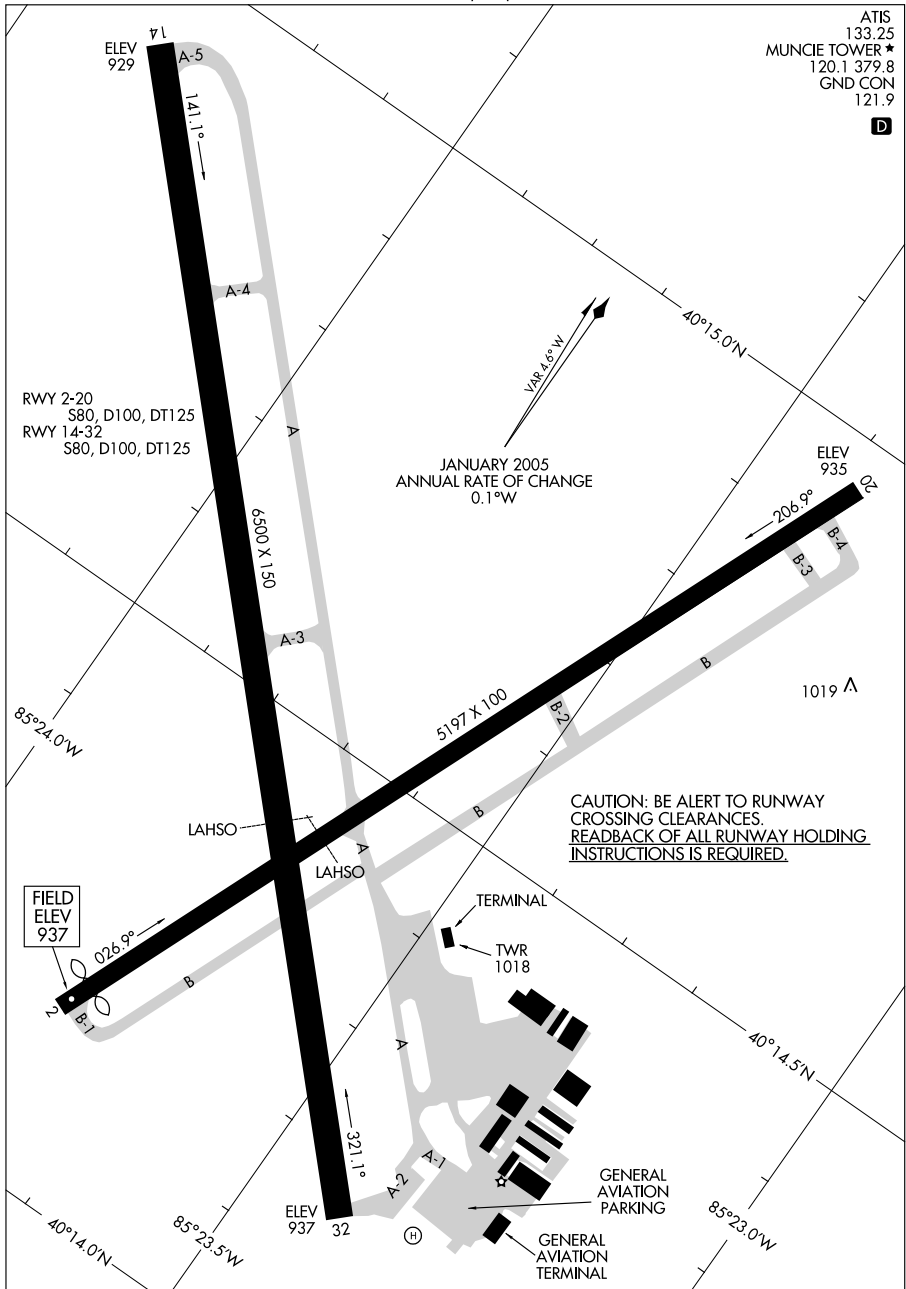 ATIS
133.25
MUNCIE TOWER ★
120.1 379.8
GND CON
121.9
D
14
ELEV
929
A-5
141.1°
A-4
40°15.0'N
VAR 4.6° W
RWY 2-20
S80, D100, DT125
RWY 14-32
S80, D100, DT125
A
JANUARY 2005
ANNUAL RATE OF CHANGE
0.1°W
ELEV
935
20
206.9°
B-4
B-3
6500 X 150
A-3
B
1019
5197 X 100
B-2
85°24.0'W
B
CAUTION: BE ALERT TO RUNWAY
CROSSING CLEARANCES.
READBACK OF ALL RUNWAY HOLDING
INSTRUCTIONS IS REQUIRED.
LAHSO
LAHSO
A
FIELD
ELEV
937
026.9°
TERMINAL
TWR
1018
2
B-1
B
A
40°14.5'N
321.1°
A-1
A-2
GENERAL
AVIATION
PARKING
ELEV
937
32
H
GENERAL
AVIATION
TERMINAL
40°14.0'N
85°23.5'W
85°23.0'W